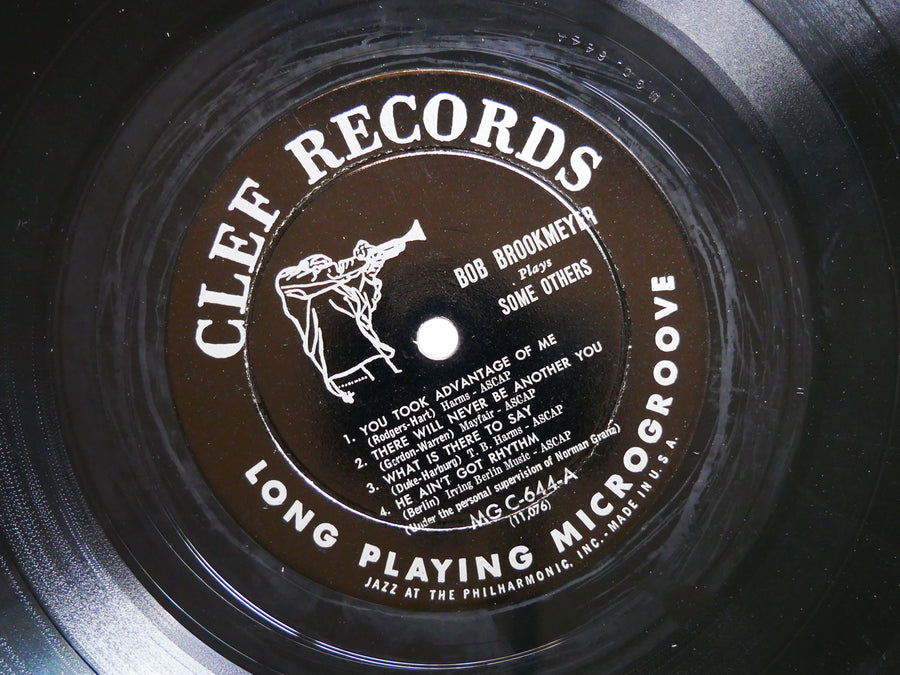 MG C-644A
CLEF RECORDS
BOB BROOKMEYER
Plays
SOME OTHERS
1. YOU TOOK ADVANTAGE OF ME
(Rodgers-Hart) Harms - ASCAP
2. THERE WILL NEVER BE ANOTHER YOU
(Gordon-Warren) Mayfair - ASCAP
3. WHAT IS THERE TO SAY
(Duke-Harburg) T. B. Harms - ASCAP
4. HE AIN'T GOT RHYTHM
(Berlin) Irving Berlin Music - ASCAP
(Under the personal supervision of Norman Granz)
MG C-644-A
(11,076)
LONG PLAYING MICROGROOVE
JAZZ AT THE PHILHARMONIC, INC.-MADE IN U.S.A.